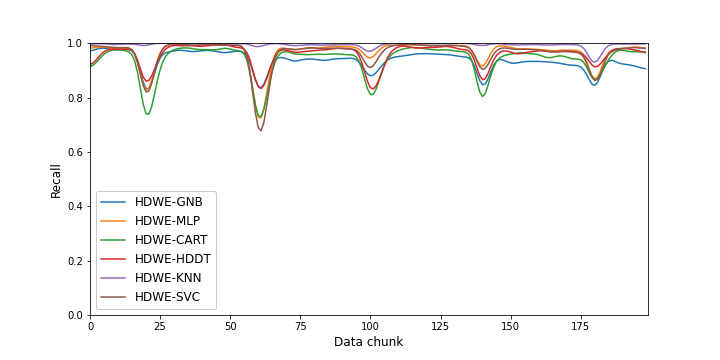 1.0
0.8
0.6
0.4
0.2
0.0
Recall
HDWE-GNB
HDWE-MLP
HDWE-CART
HDWE-HDDT
HDWE-KNN
HDWE-SVC
0 25 50 75 100 125 150 175
Data chunk